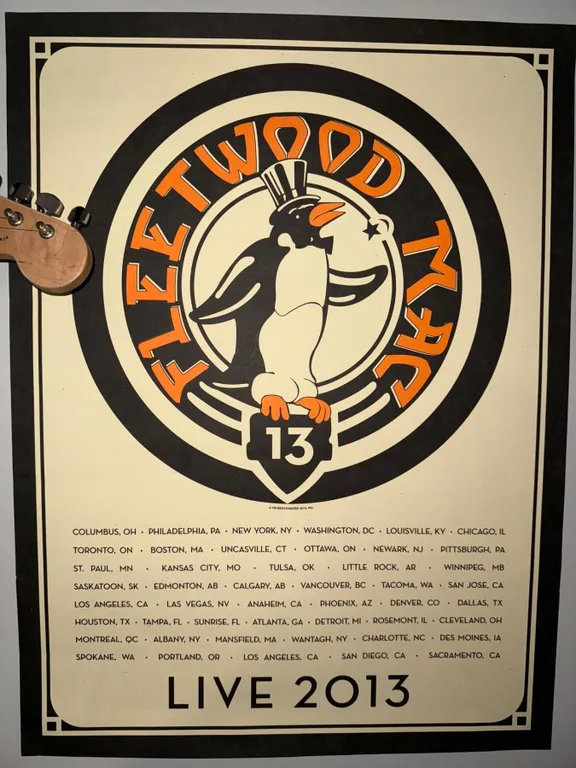 FLEETWOOD MAC
13
COLUMBUS, OH · PHILADELPHIA, PA · NEW YORK, NY · WASHINGTON, DC · LOUISVILLE, KY · CHICAGO, IL
TORONTO, ON · BOSTON, MA · UNCASVILLE, CT · OTTAWA, ON · NEWARK, NJ · PITTSBURGH, PA
ST. PAUL, MN · KANSAS CITY, MO · TULSA, OK · LITTLE ROCK, AR · WINNIPEG, MB
SASKATOON, SK · EDMONTON, AB · CALGARY, AB · VANCOUVER, BC · TACOMA, WA · SAN JOSE, CA
LOS ANGELES, CA · LAS VEGAS, NV · ANAHEIM, CA · PHOENIX, AZ · DENVER, CO · DALLAS, TX
HOUSTON, TX · TAMPA, FL · SUNRISE, FL · ATLANTA, GA · DETROIT, MI · ROSEMONT, IL · CLEVELAND, OH
MONTREAL, QC · ALBANY, NY · MANSFIELD, MA · WANTAGH, NY · CHARLOTTE, NC · DES MOINES, IA
SPOKANE, WA · PORTLAND, OR · LOS ANGELES, CA · SAN DIEGO, CA · SACRAMENTO, CA
LIVE 2013